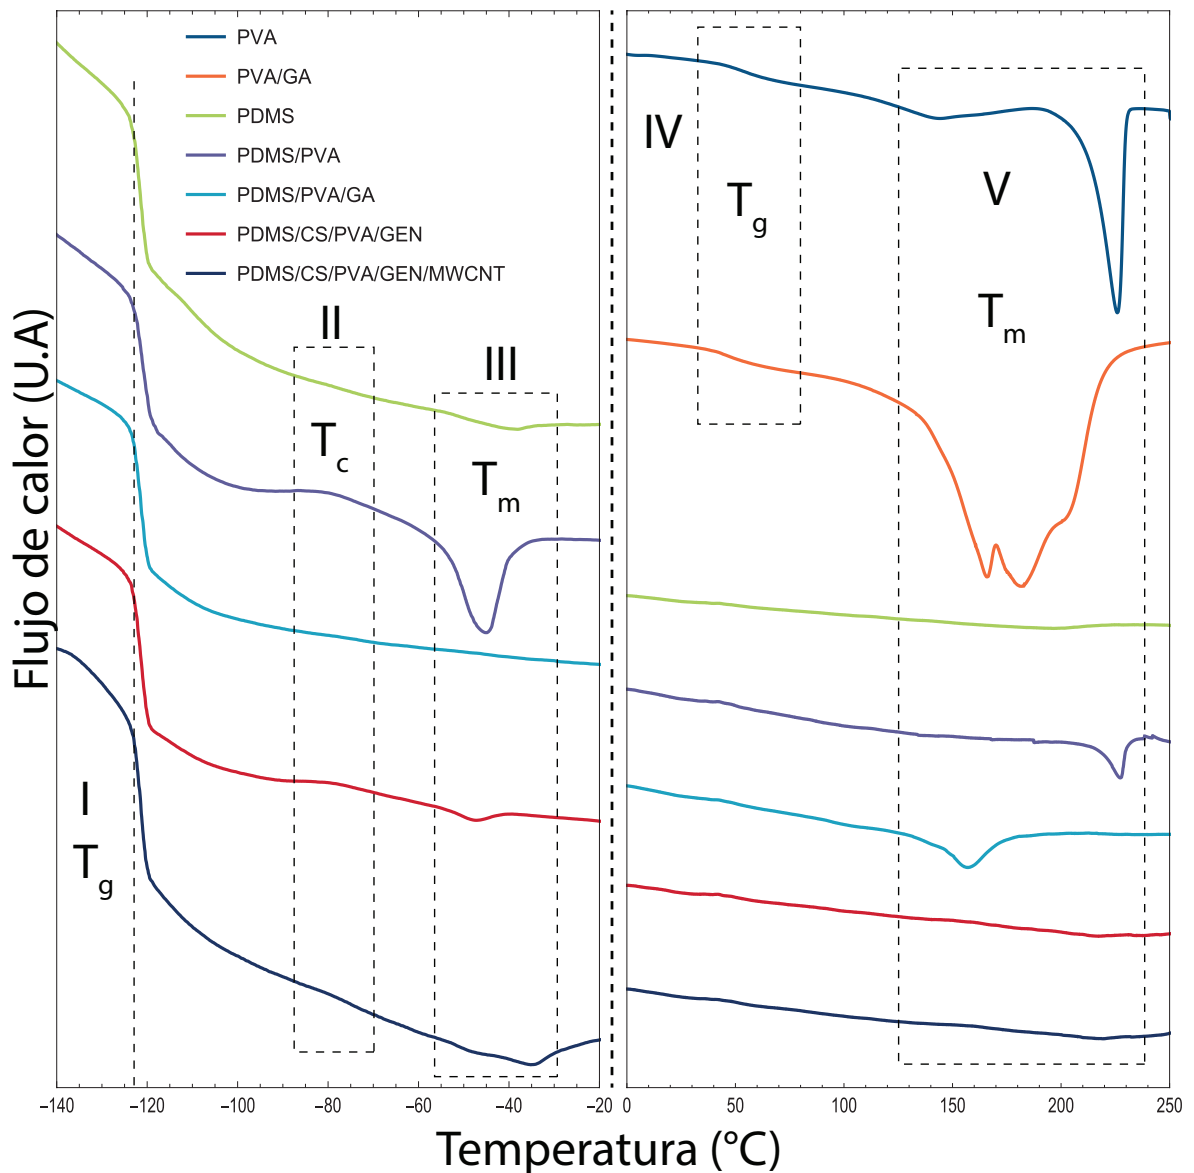 PVA
PVA/GA
PDMS
PDMS/PVA
PDMS/PVA/GA
PDMS/CS/PVA/GEN
PDMS/CS/PVA/GEN/MWCNT
II
III
Tc
Tm
I
Tg
IV
Tg
V
Tm
Flujo de calor (U.A)
−140 −120 −100 −80 −60 −40 −20
0 50 100 150 200 250
Temperatura (°C)